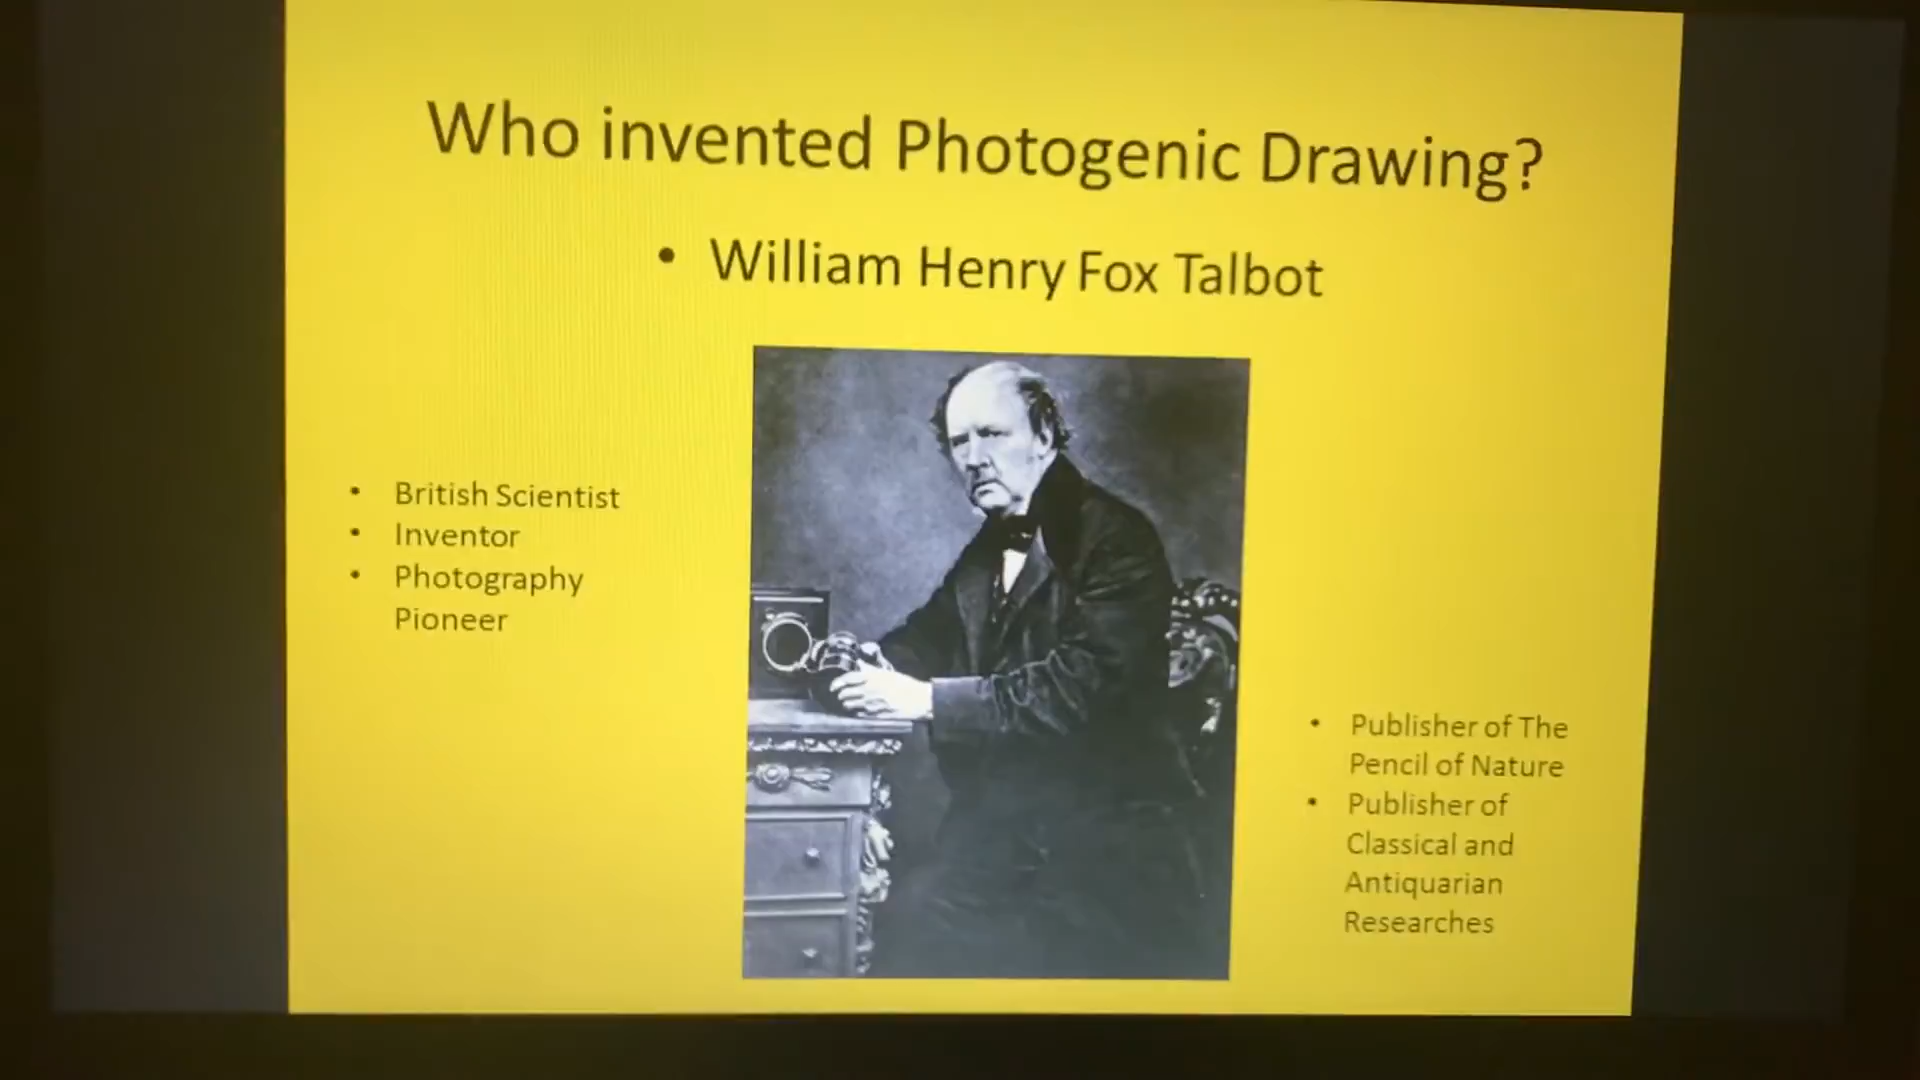 Who invented Photogenic Drawing?
• William Henry Fox Talbot
• British Scientist
• Inventor
• Photography
Pioneer
• Publisher of The
Pencil of Nature
• Publisher of
Classical and
Antiquarian
Researches